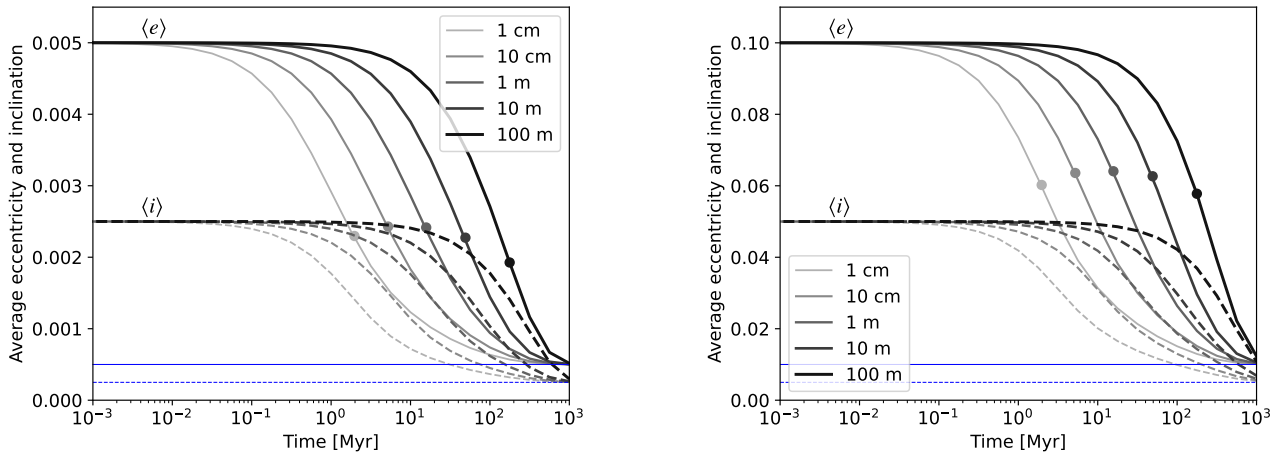 ⟨e⟩
⟨i⟩
1 cm
10 cm
1 m
10 m
100 m
Average eccentricity and inclination
0.005
0.004
0.003
0.002
0.001
0.000
10⁻³ 10⁻² 10⁻¹ 10⁰ 10¹ 10² 10³
Time [Myr]
⟨e⟩
⟨i⟩
1 cm
10 cm
1 m
10 m
100 m
Average eccentricity and inclination
0.10
0.08
0.06
0.04
0.02
0.00
10⁻³ 10⁻² 10⁻¹ 10⁰ 10¹ 10² 10³
Time [Myr]